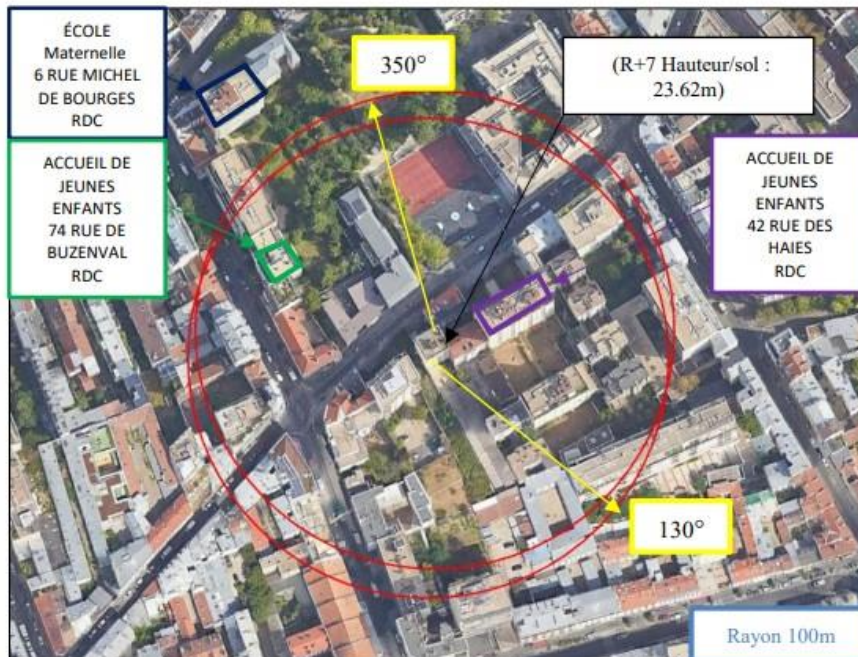 ÉCOLE
Maternelle
6 RUE MICHEL
DE BOURGES
RDC
350°
(R+7 Hauteur/sol :
23.62m)
ACCUEIL DE
JEUNES
ENFANTS
74 RUE DE
BUZENVAL
RDC
ACCUEIL DE
JEUNES
ENFANTS
42 RUE DES
HAIES
RDC
130°
Rayon 100m